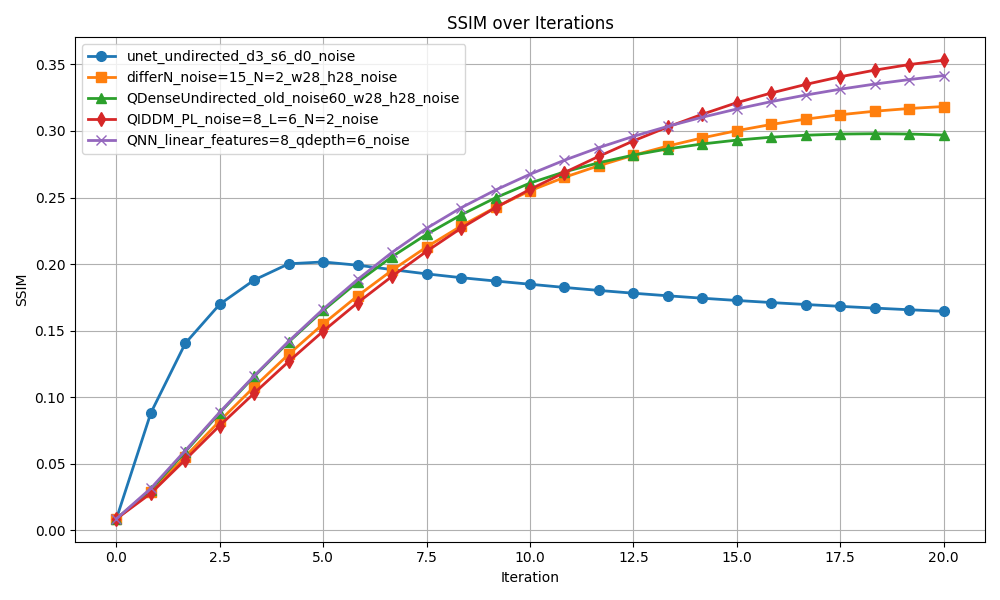 SSIM over Iterations
unet_undirected_d3_s6_d0_noise
differN_noise=15_N=2_w28_h28_noise
QDenseUndirected_old_noise60_w28_h28_noise
QIDDM_PL_noise=8_L=6_N=2_noise
QNN_linear_features=8_qdepth=6_noise
SSIM
0.35
0.30
0.25
0.20
0.15
0.10
0.05
0.00
0.0 2.5 5.0 7.5 10.0 12.5 15.0 17.5 20.0
Iteration